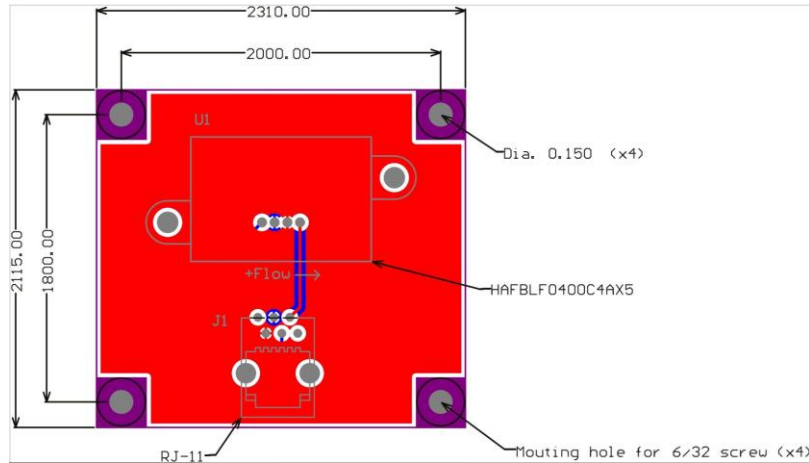 2310.00
2000.00
U1
Dia. 0.150 (x4)
2115.00
1800.00
+Flow
HAFBLF0400C4AX5
J1
RJ-11
Mouting hole for 6/32 screw (x4)